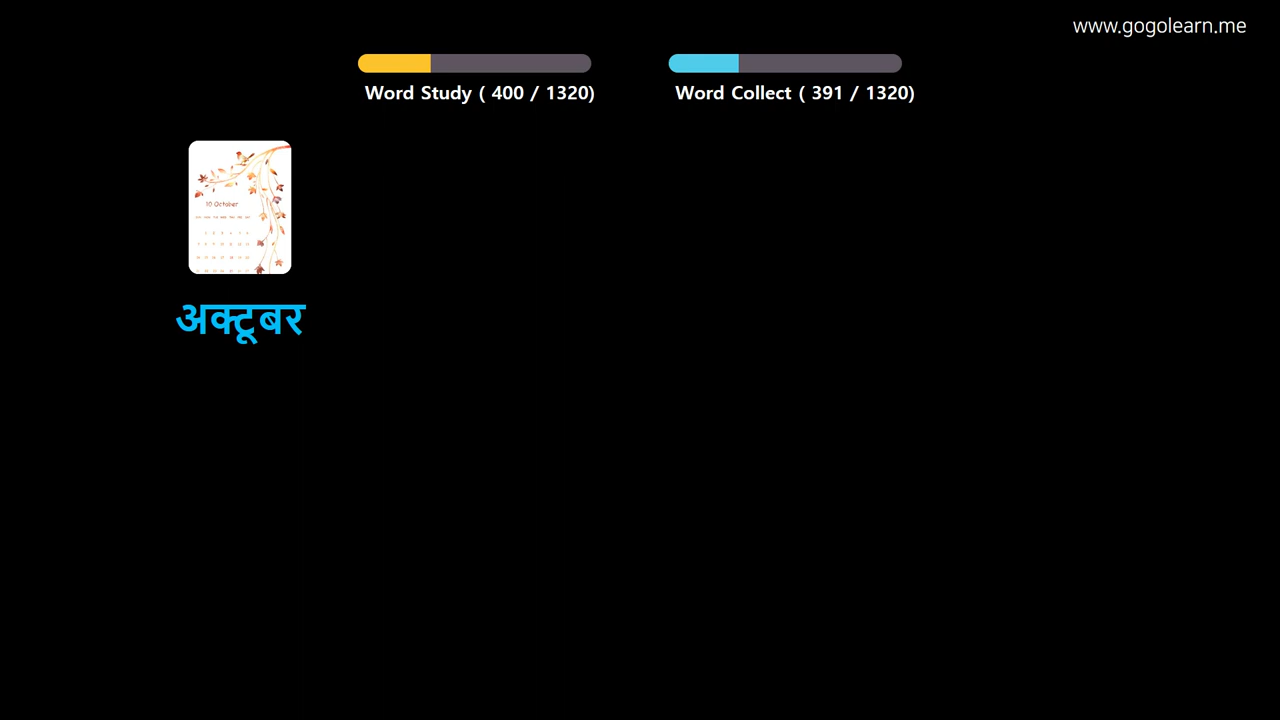 www.gogolearn.me
Word Study ( 400 / 1320)
Word Collect ( 391 / 1320)
10 October
अक्टूबर